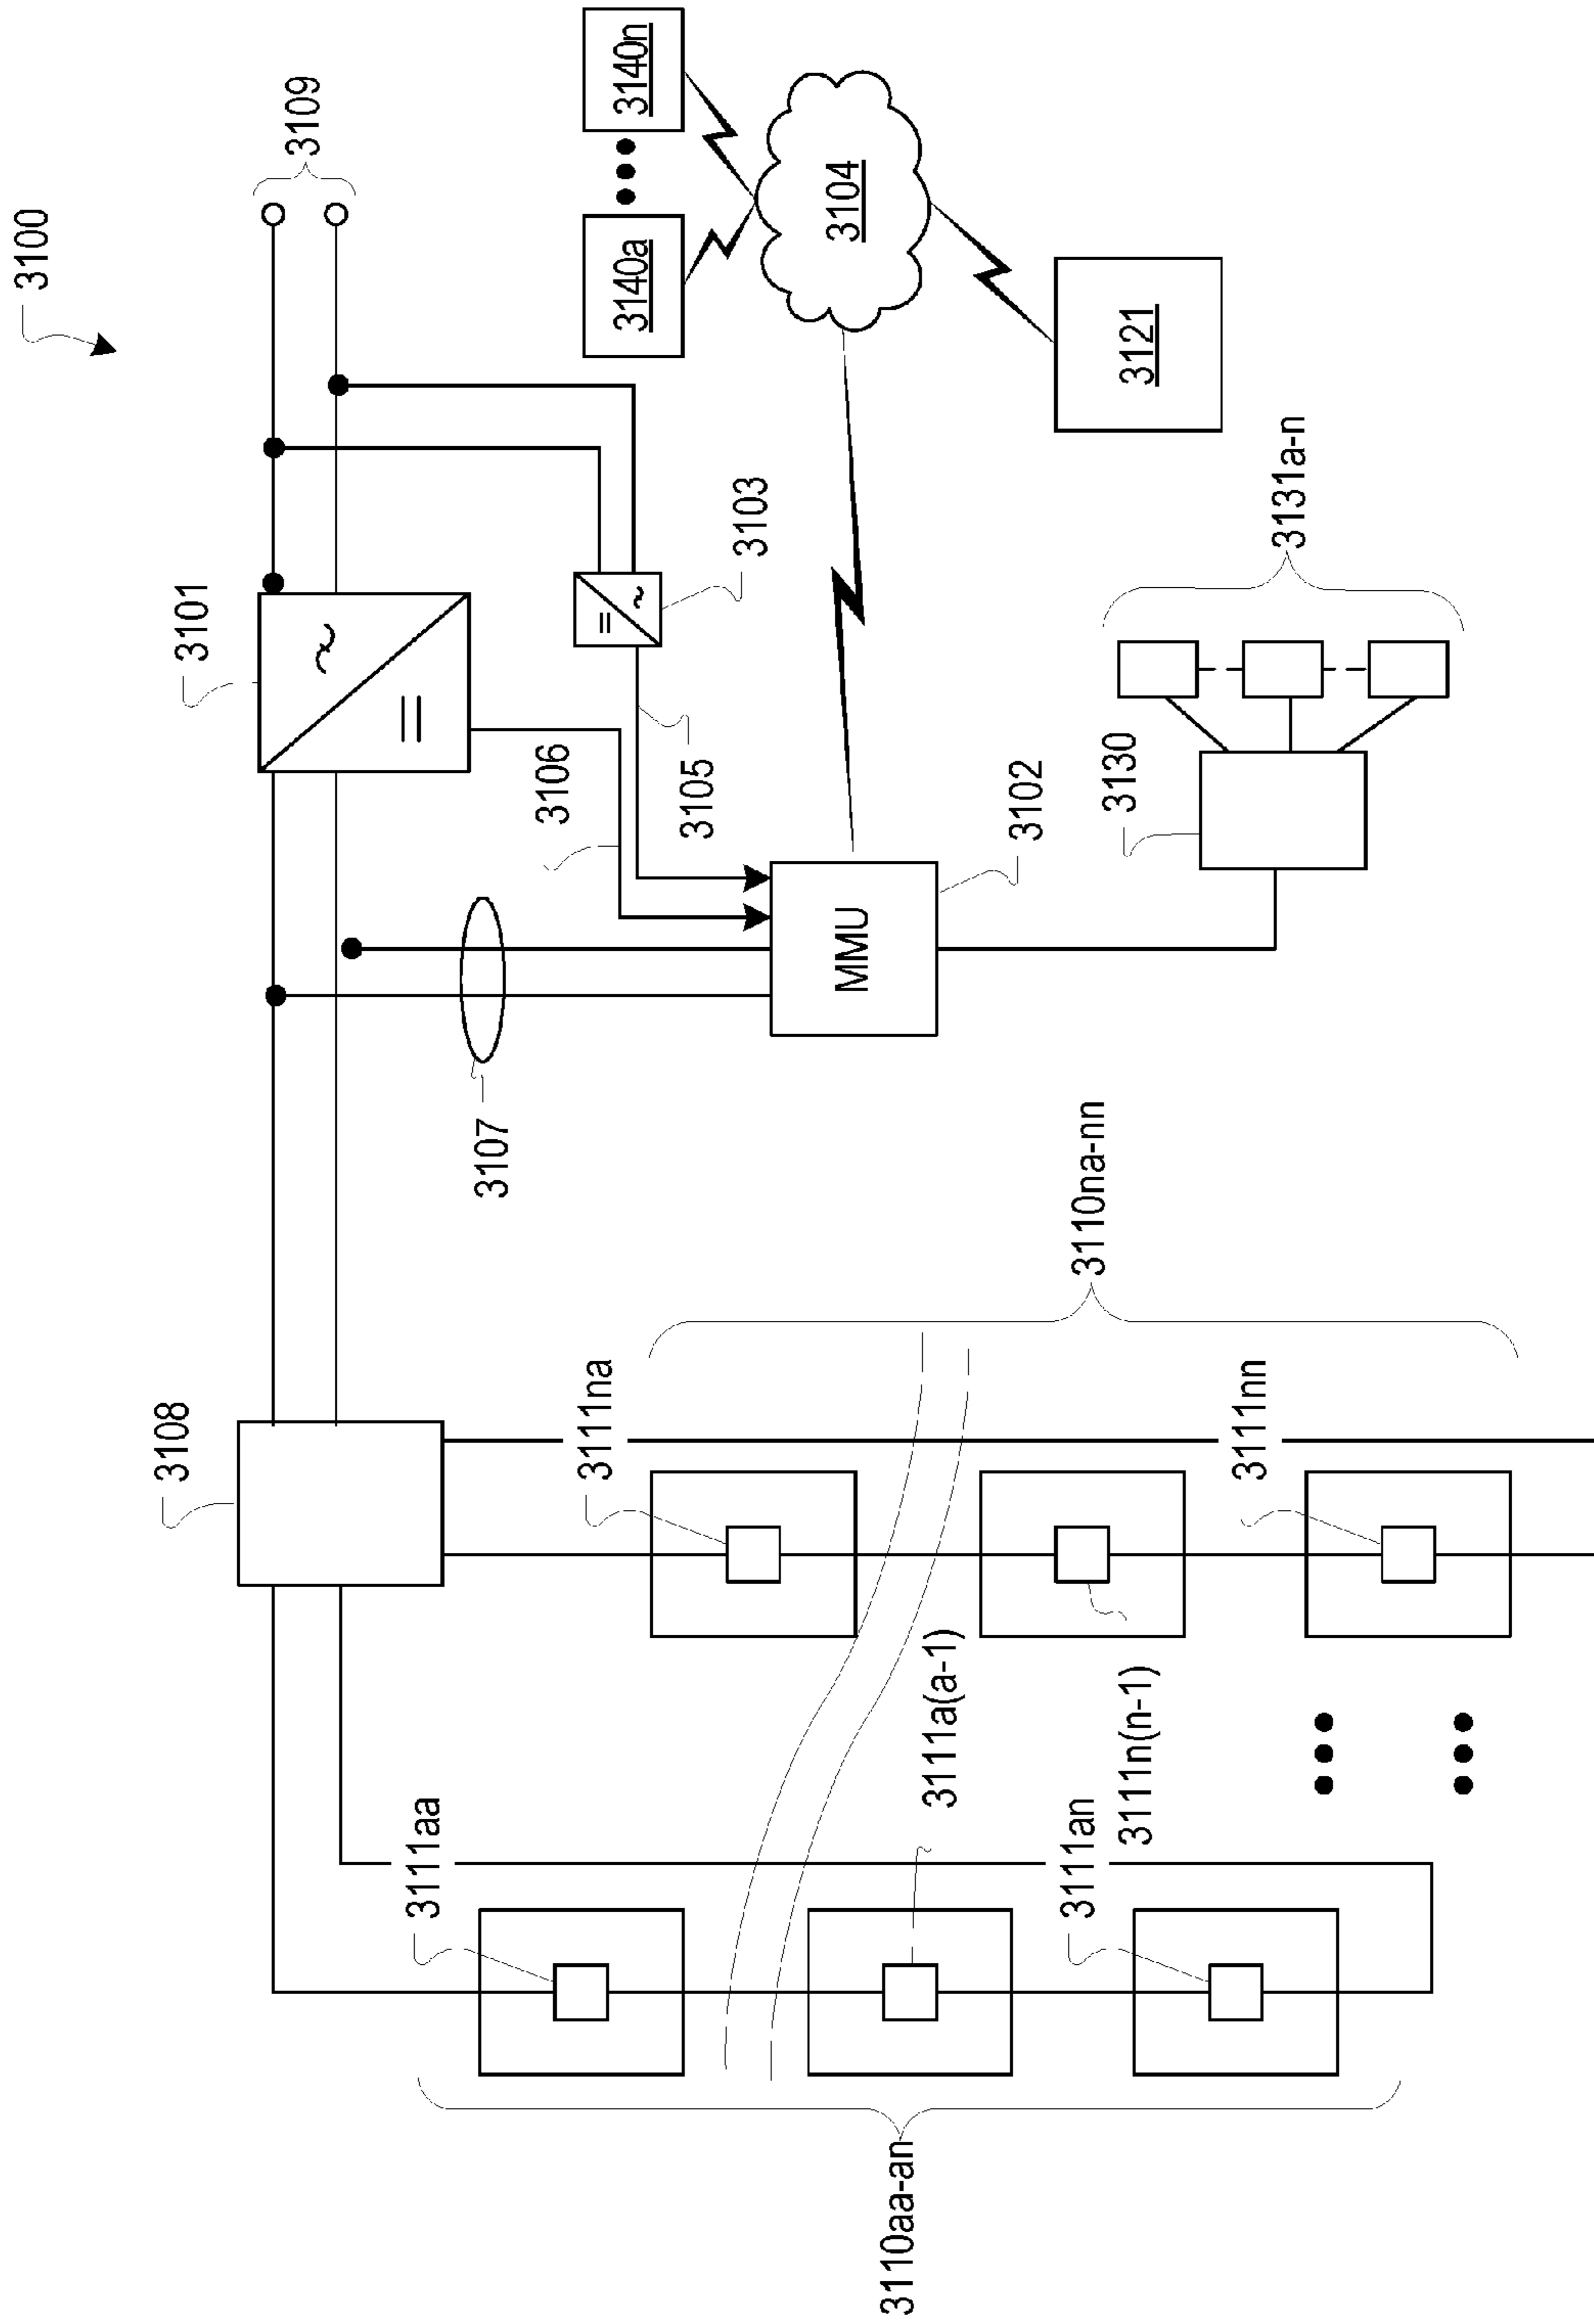 3100
3109
3101
3108
3140a
3140n
3104
3121
3103
3106
3105
3107
MMU
3102
3130
3131a-n
3110na-nn
3111na
3111nn
3111aa
3111a(a-1)
3111n(n-1)
3111an
3110aa-an
=
~
=
~